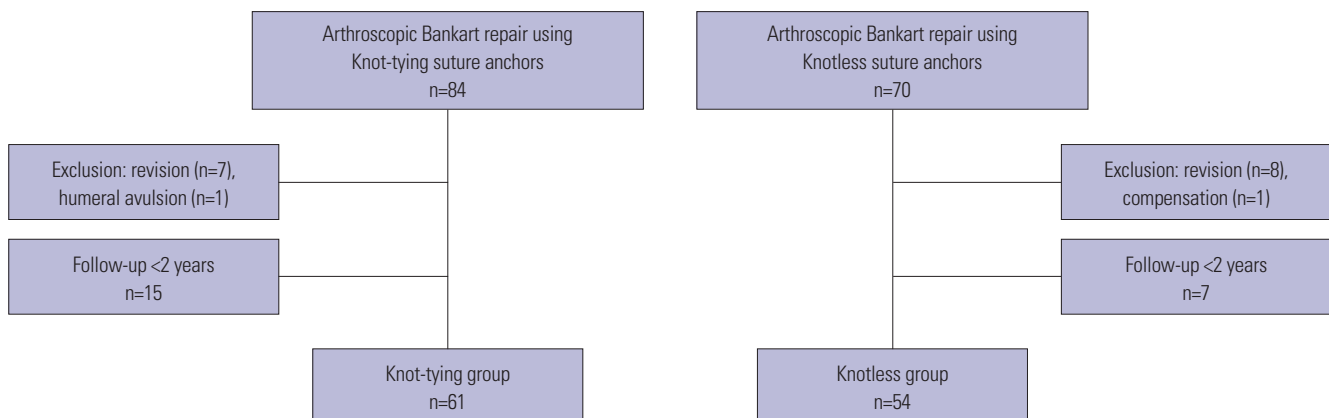 Arthroscopic Bankart repair using
Knot-tying suture anchors
n=84
Arthroscopic Bankart repair using
Knotless suture anchors
n=70
Exclusion: revision (n=7),
humeral avulsion (n=1)
Exclusion: revision (n=8),
compensation (n=1)
Follow-up <2 years
n=15
Follow-up <2 years
n=7
Knot-tying group
n=61
Knotless group
n=54